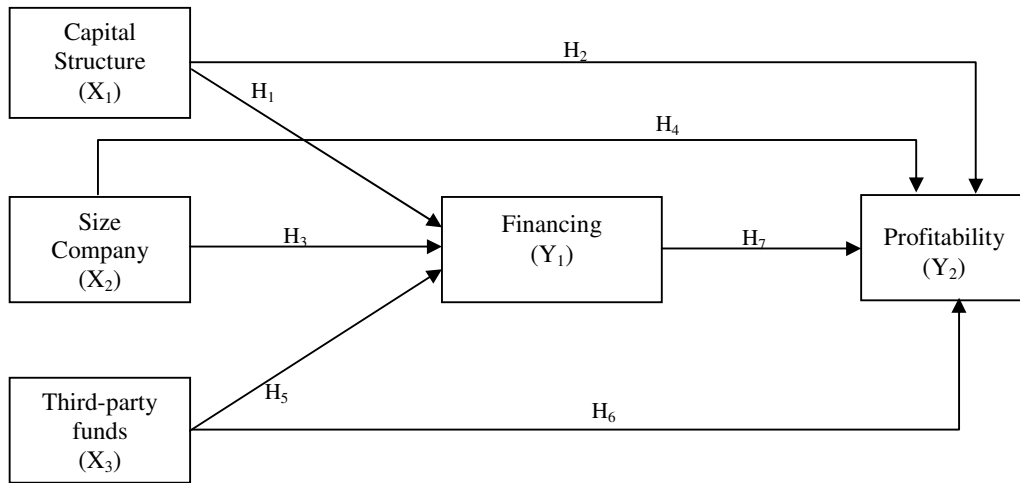 Capital
Structure
(X₁)
H₂
H₁
H₄
Size
Company
(X₂)
H₃
Financing
(Y₁)
H₇
Profitability
(Y₂)
H₅
Third-party
funds
(X₃)
H₆